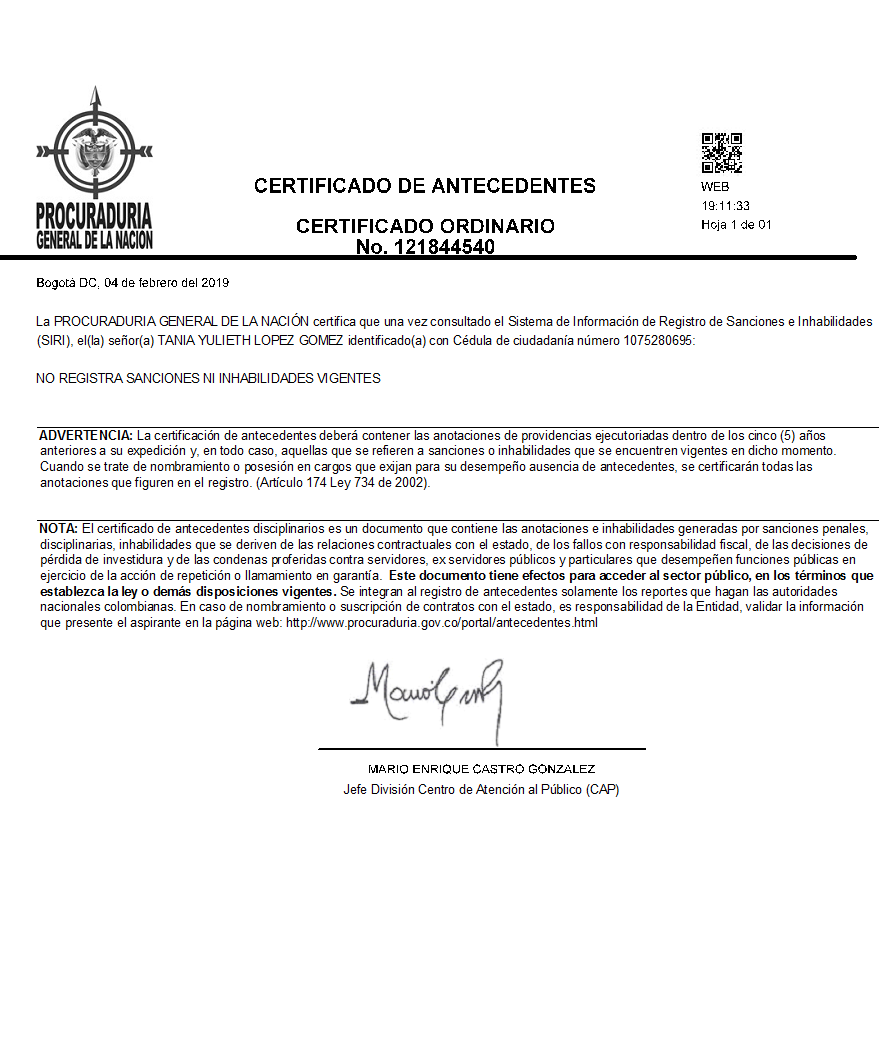 PROCURADURIA
GENERAL DE LA NACION
CERTIFICADO DE ANTECEDENTES
CERTIFICADO ORDINARIO
No. 121844540
WEB
19:11:33
Hoja 1 de 01
Bogotá DC, 04 de febrero del 2019
La PROCURADURIA GENERAL DE LA NACIÓN certifica que una vez consultado el Sistema de Información de Registro de Sanciones e Inhabilidades
(SIRI), el(la) señor(a) TANIA YULIETH LOPEZ GOMEZ identificado(a) con Cédula de ciudadanía número 1075280695:
NO REGISTRA SANCIONES NI INHABILIDADES VIGENTES
ADVERTENCIA: La certificación de antecedentes deberá contener las anotaciones de providencias ejecutoriadas dentro de los cinco (5) años
anteriores a su expedición y, en todo caso, aquellas que se refieren a sanciones o inhabilidades que se encuentren vigentes en dicho momento.
Cuando se trate de nombramiento o posesión en cargos que exijan para su desempeño ausencia de antecedentes, se certificarán todas las
anotaciones que figuren en el registro. (Artículo 174 Ley 734 de 2002).
NOTA: El certificado de antecedentes disciplinarios es un documento que contiene las anotaciones e inhabilidades generadas por sanciones penales,
disciplinarias, inhabilidades que se deriven de las relaciones contractuales con el estado, de los fallos con responsabilidad fiscal, de las decisiones de
pérdida de investidura y de las condenas proferidas contra servidores, ex servidores públicos y particulares que desempeñen funciones públicas en
ejercicio de la acción de repetición o llamamiento en garantía. Este documento tiene efectos para acceder al sector público, en los términos que
establezca la ley o demás disposiciones vigentes. Se integran al registro de antecedentes solamente los reportes que hagan las autoridades
nacionales colombianas. En caso de nombramiento o suscripción de contratos con el estado, es responsabilidad de la Entidad, validar la información
que presente el aspirante en la página web: http://www.procuraduria.gov.co/portal/antecedentes.html
MARIO ENRIQUE CASTRO GONZALEZ
Jefe División Centro de Atención al Público (CAP)